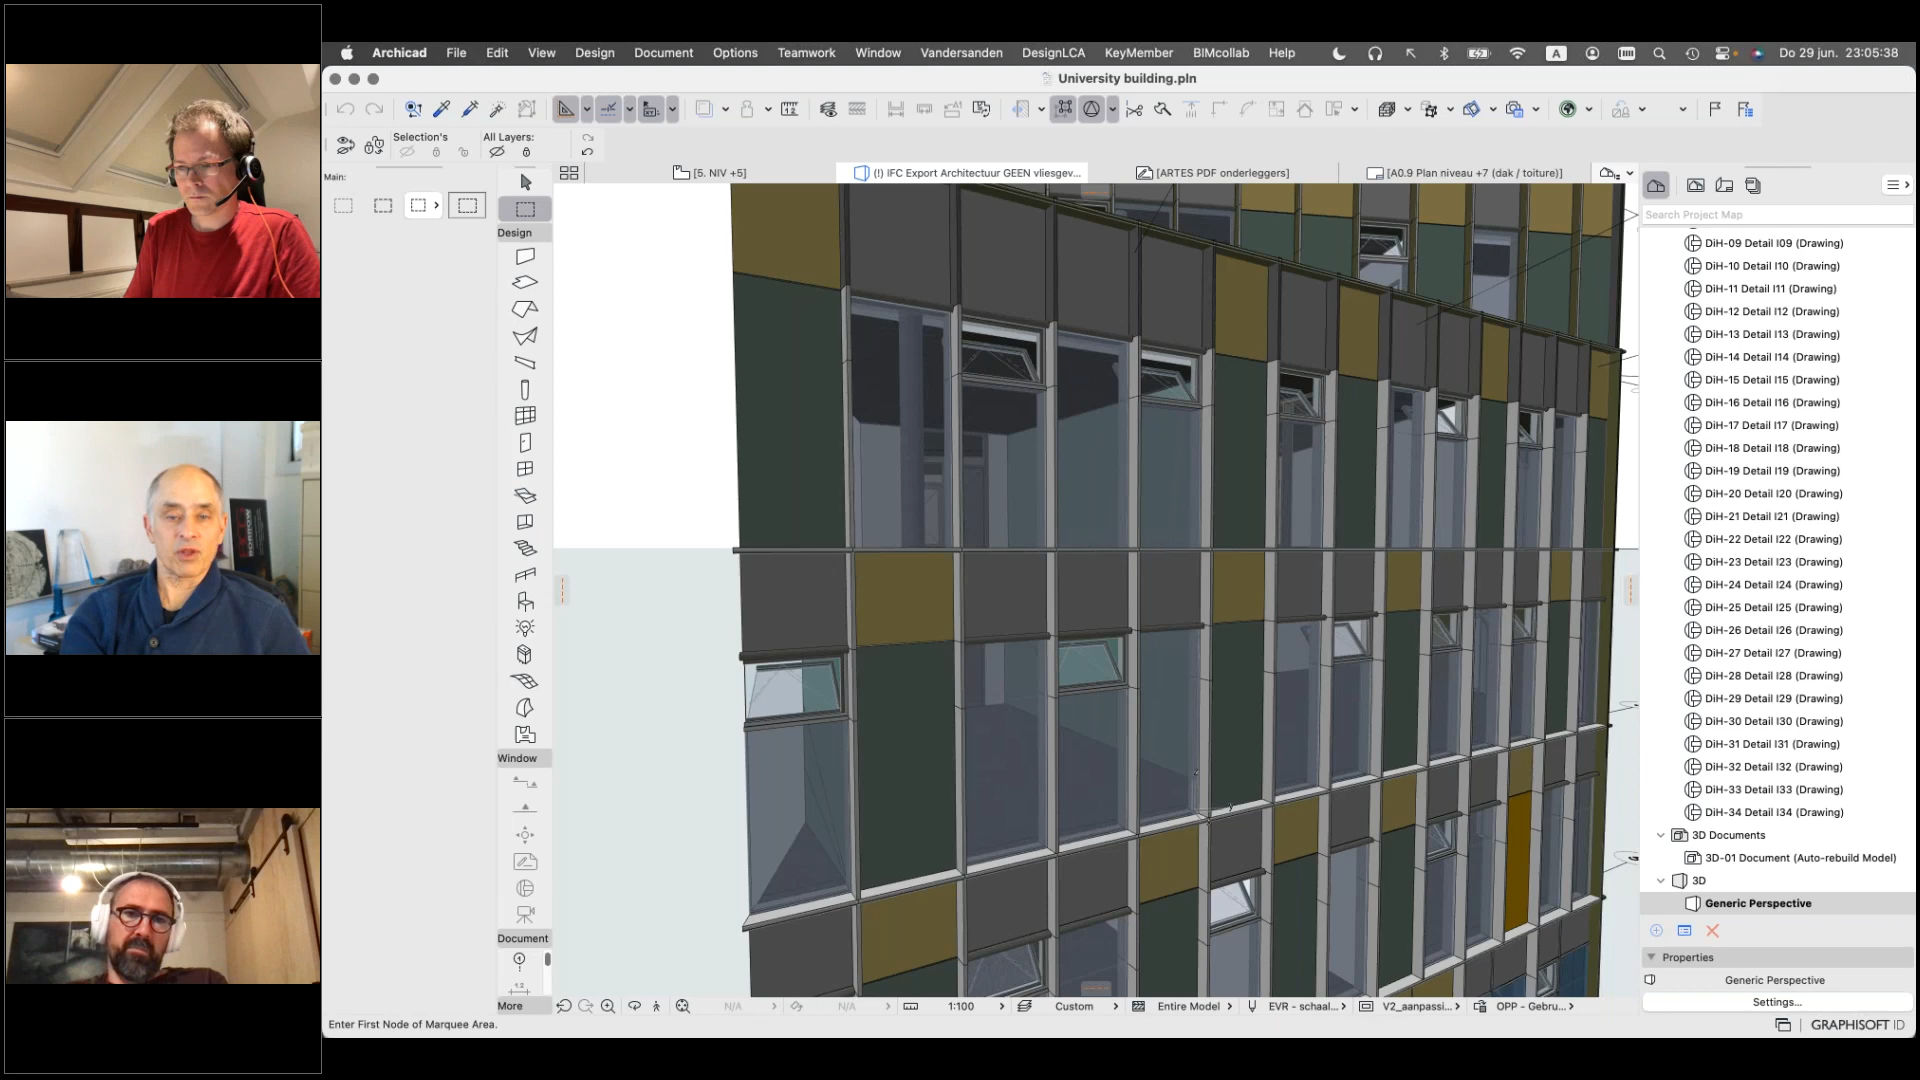 Archicad File Edit View Design Document Options Teamwork Window Vandersanden DesignLCA KeyMember BIMcollab Help A Do 29 jun. 23:05:38
University building.pln
Selection's
All Layers:
Main:
[5. NIV +5]
(!) IFC Export Architectuur GEEN vliesgev...
[ARTES PDF onderleggers]
[A0.9 Plan niveau +7 (dak / toiture)]
Design
Window
Document
1.2
More
Search Project Map
DiH-09 Detail I09 (Drawing)
DiH-10 Detail I10 (Drawing)
DiH-11 Detail I11 (Drawing)
DiH-12 Detail I12 (Drawing)
DiH-13 Detail I13 (Drawing)
DiH-14 Detail I14 (Drawing)
DiH-15 Detail I15 (Drawing)
DiH-16 Detail I16 (Drawing)
DiH-17 Detail I17 (Drawing)
DiH-18 Detail I18 (Drawing)
DiH-19 Detail I19 (Drawing)
DiH-20 Detail I20 (Drawing)
DiH-21 Detail I21 (Drawing)
DiH-22 Detail I22 (Drawing)
DiH-23 Detail I23 (Drawing)
DiH-24 Detail I24 (Drawing)
DiH-25 Detail I25 (Drawing)
DiH-26 Detail I26 (Drawing)
DiH-27 Detail I27 (Drawing)
DiH-28 Detail I28 (Drawing)
DiH-29 Detail I29 (Drawing)
DiH-30 Detail I30 (Drawing)
DiH-31 Detail I31 (Drawing)
DiH-32 Detail I32 (Drawing)
DiH-33 Detail I33 (Drawing)
DiH-34 Detail I34 (Drawing)
3D Documents
3D-01 Document (Auto-rebuild Model)
3D
Generic Perspective
Properties
Generic Perspective
Settings...
N/A N/A 1:100 Custom Entire Model EVR - schaal... V2_aanpassi... OPP - Gebru...
Enter First Node of Marquee Area.
GRAPHISOFT ID